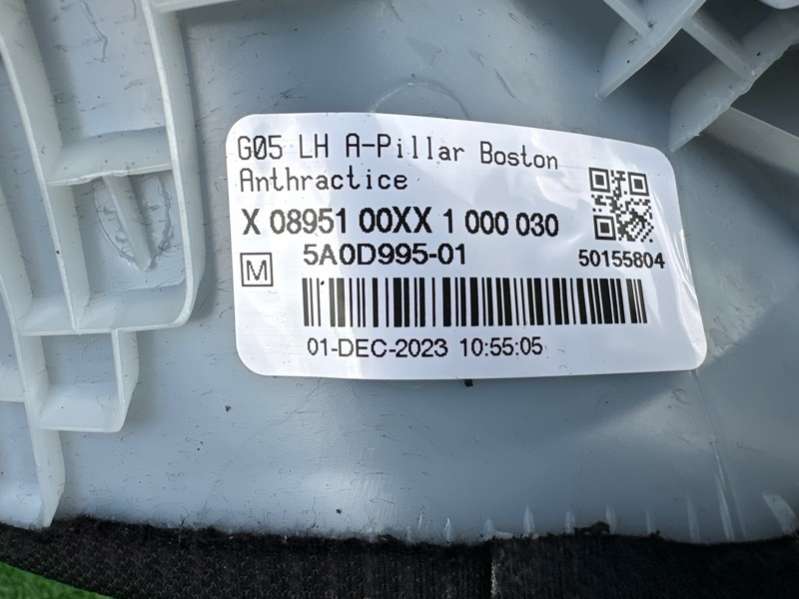 G05 LH A-Pillar Boston
Anthractice
X 08951 00XX 1 000 030
M 5A0D995-01 50155804
01-DEC-2023 10:55:05